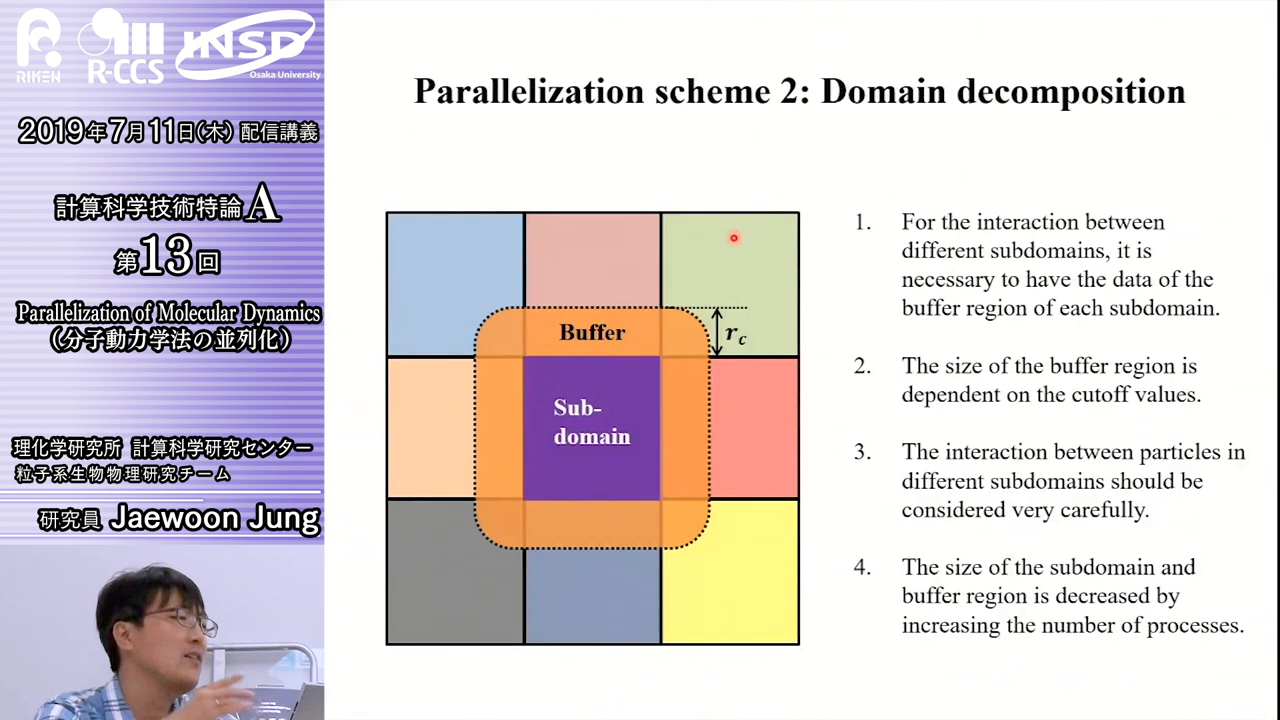 RIKEN
R-CCS
INSD
Osaka University
2019年7月11日(木) 配信講義
計算科学技術特論A
第13回
Parallelization of Molecular Dynamics
(分子動力学法の並列化)
理化学研究所 計算科学研究センター
粒子系生物物理研究チーム
研究員 Jaewoon Jung
Parallelization scheme 2: Domain decomposition
Buffer
r_c
Sub-
domain
1. For the interaction between
different subdomains, it is
necessary to have the data of the
buffer region of each subdomain.
2. The size of the buffer region is
dependent on the cutoff values.
3. The interaction between particles in
different subdomains should be
considered very carefully.
4. The size of the subdomain and
buffer region is decreased by
increasing the number of processes.